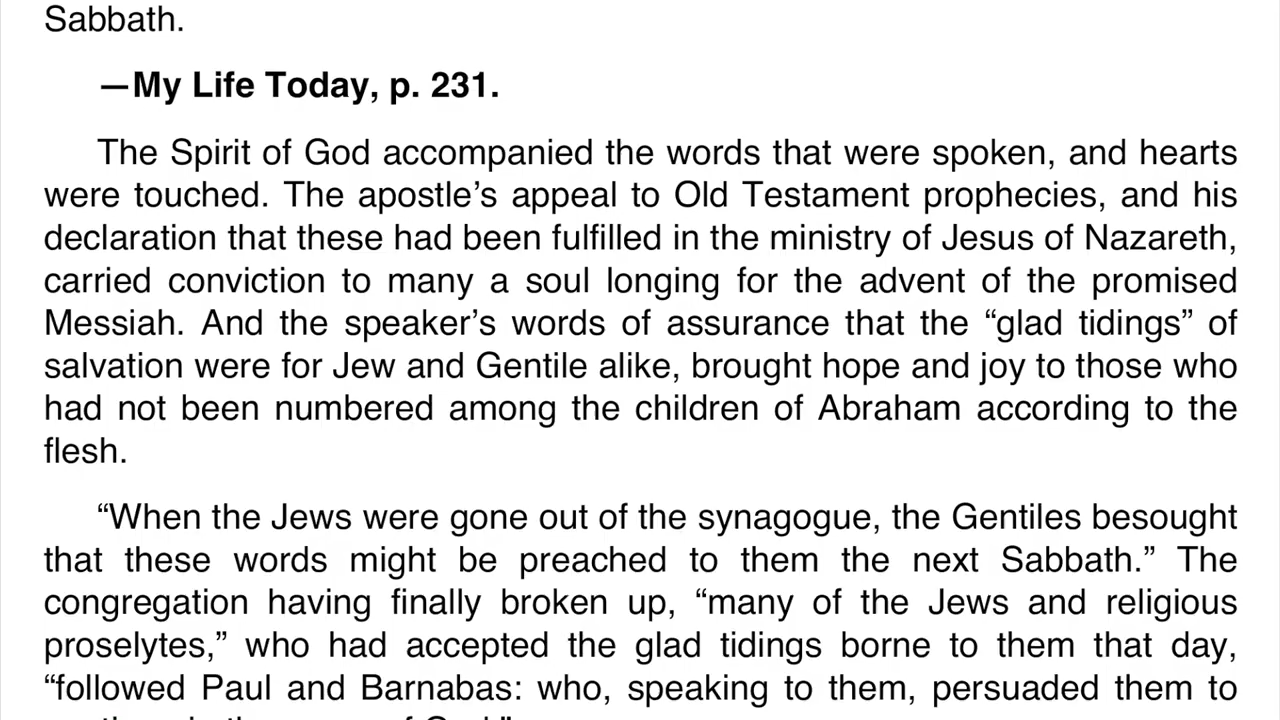 Sabbath.
—My Life Today, p. 231.
The Spirit of God accompanied the words that were spoken, and hearts
were touched. The apostle’s appeal to Old Testament prophecies, and his
declaration that these had been fulfilled in the ministry of Jesus of Nazareth,
carried conviction to many a soul longing for the advent of the promised
Messiah. And the speaker’s words of assurance that the “glad tidings” of
salvation were for Jew and Gentile alike, brought hope and joy to those who
had not been numbered among the children of Abraham according to the
flesh.
“When the Jews were gone out of the synagogue, the Gentiles besought
that these words might be preached to them the next Sabbath.” The
congregation having finally broken up, “many of the Jews and religious
proselytes,” who had accepted the glad tidings borne to them that day,
“followed Paul and Barnabas: who, speaking to them, persuaded them to